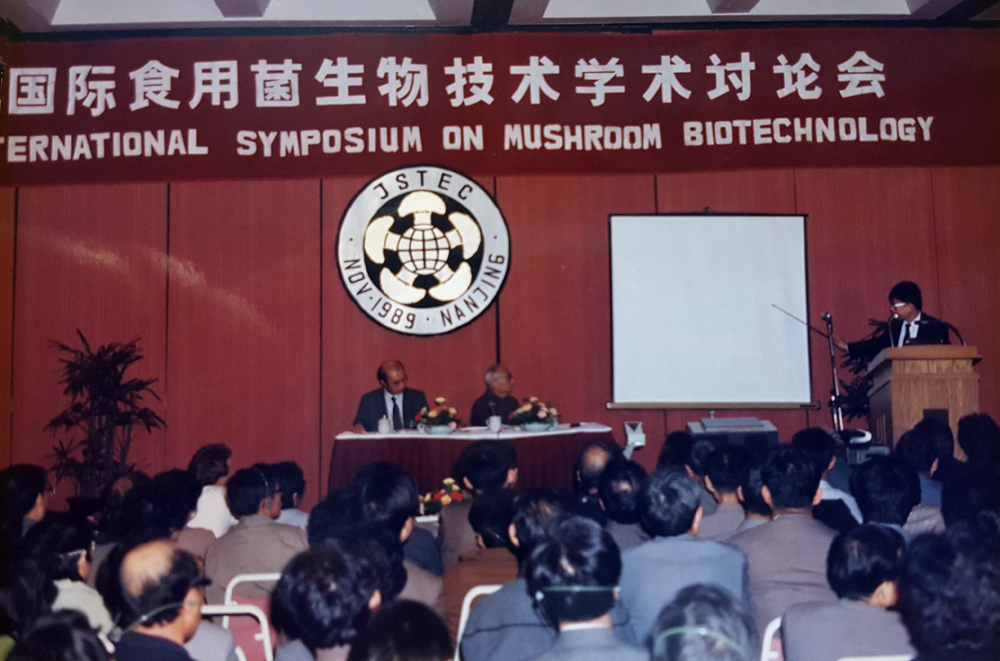 国际食用菌生物技术学术讨论会
TERNATIONAL SYMPOSIUM ON MUSHROOM BIOTECHNOLOGY
JSTEC
· NOV · 1989 · NANJING ·